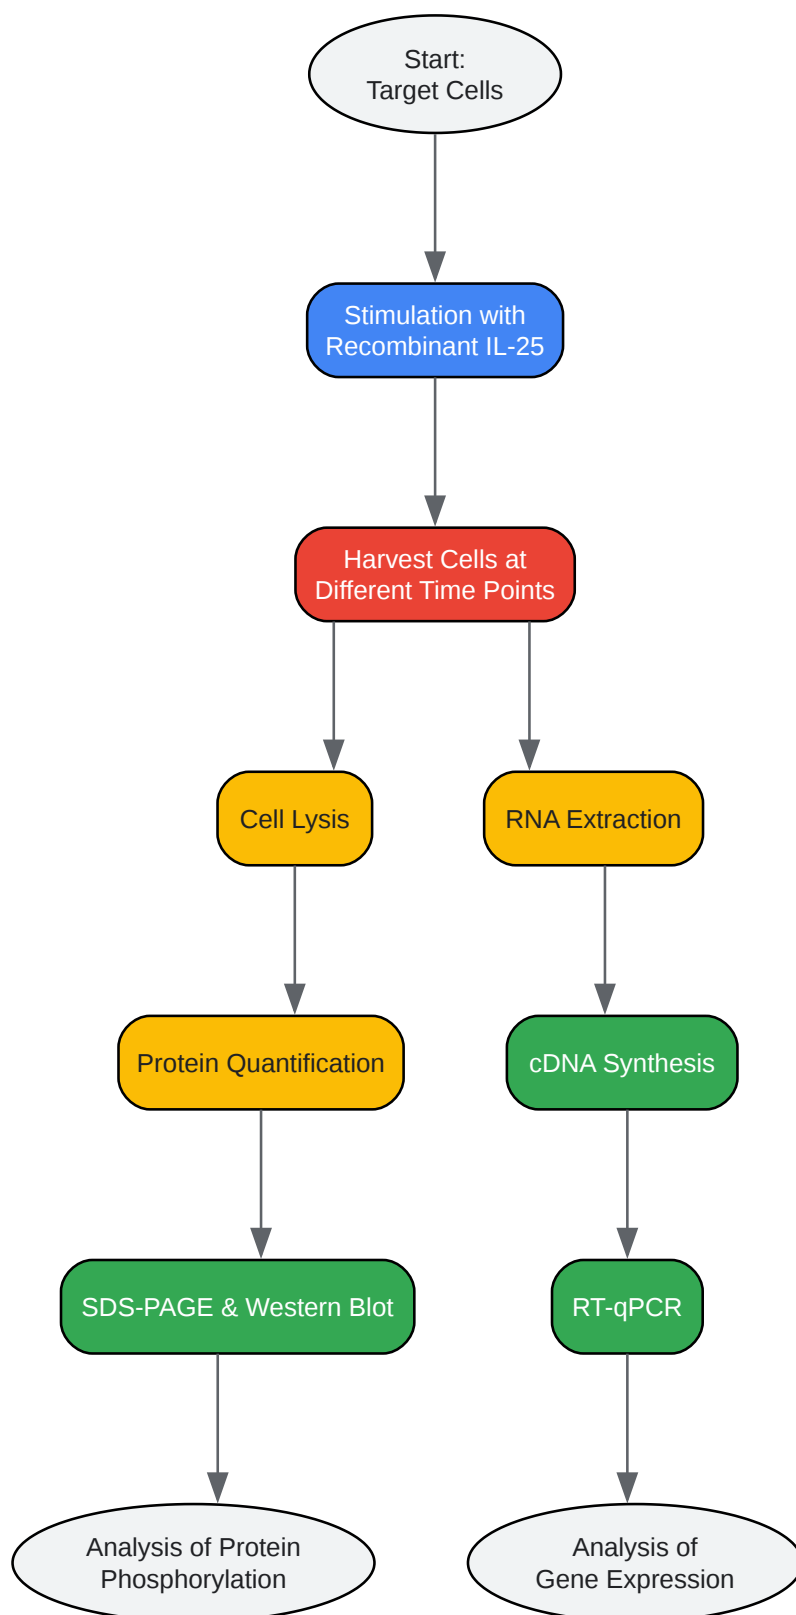 Start:
Target Cells
Stimulation with
Recombinant IL-25
Harvest Cells at
Different Time Points
Cell Lysis
RNA Extraction
Protein Quantification
cDNA Synthesis
SDS-PAGE & Western Blot
RT-qPCR
Analysis of Protein
Phosphorylation
Analysis of
Gene Expression